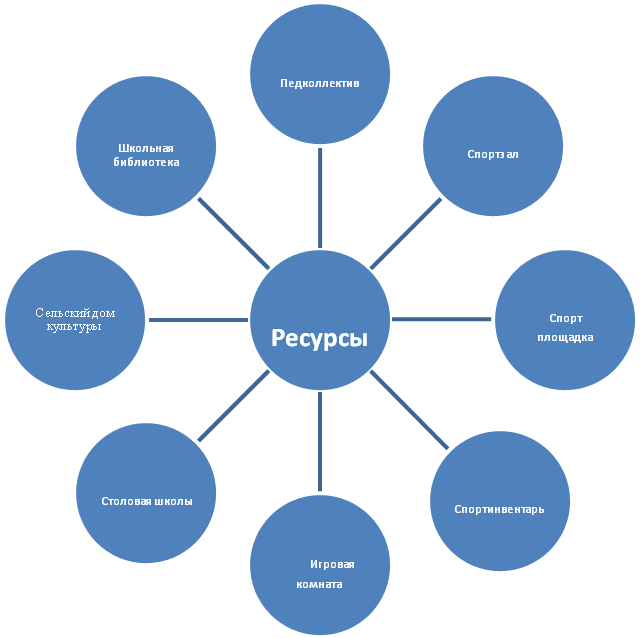 Педколлектив
Школьная
библиотека
Спортзал
Сельский дом
культуры
Ресурсы
Спорт
площадка
Столовая школы
Спортинвентарь
Игровая
комната